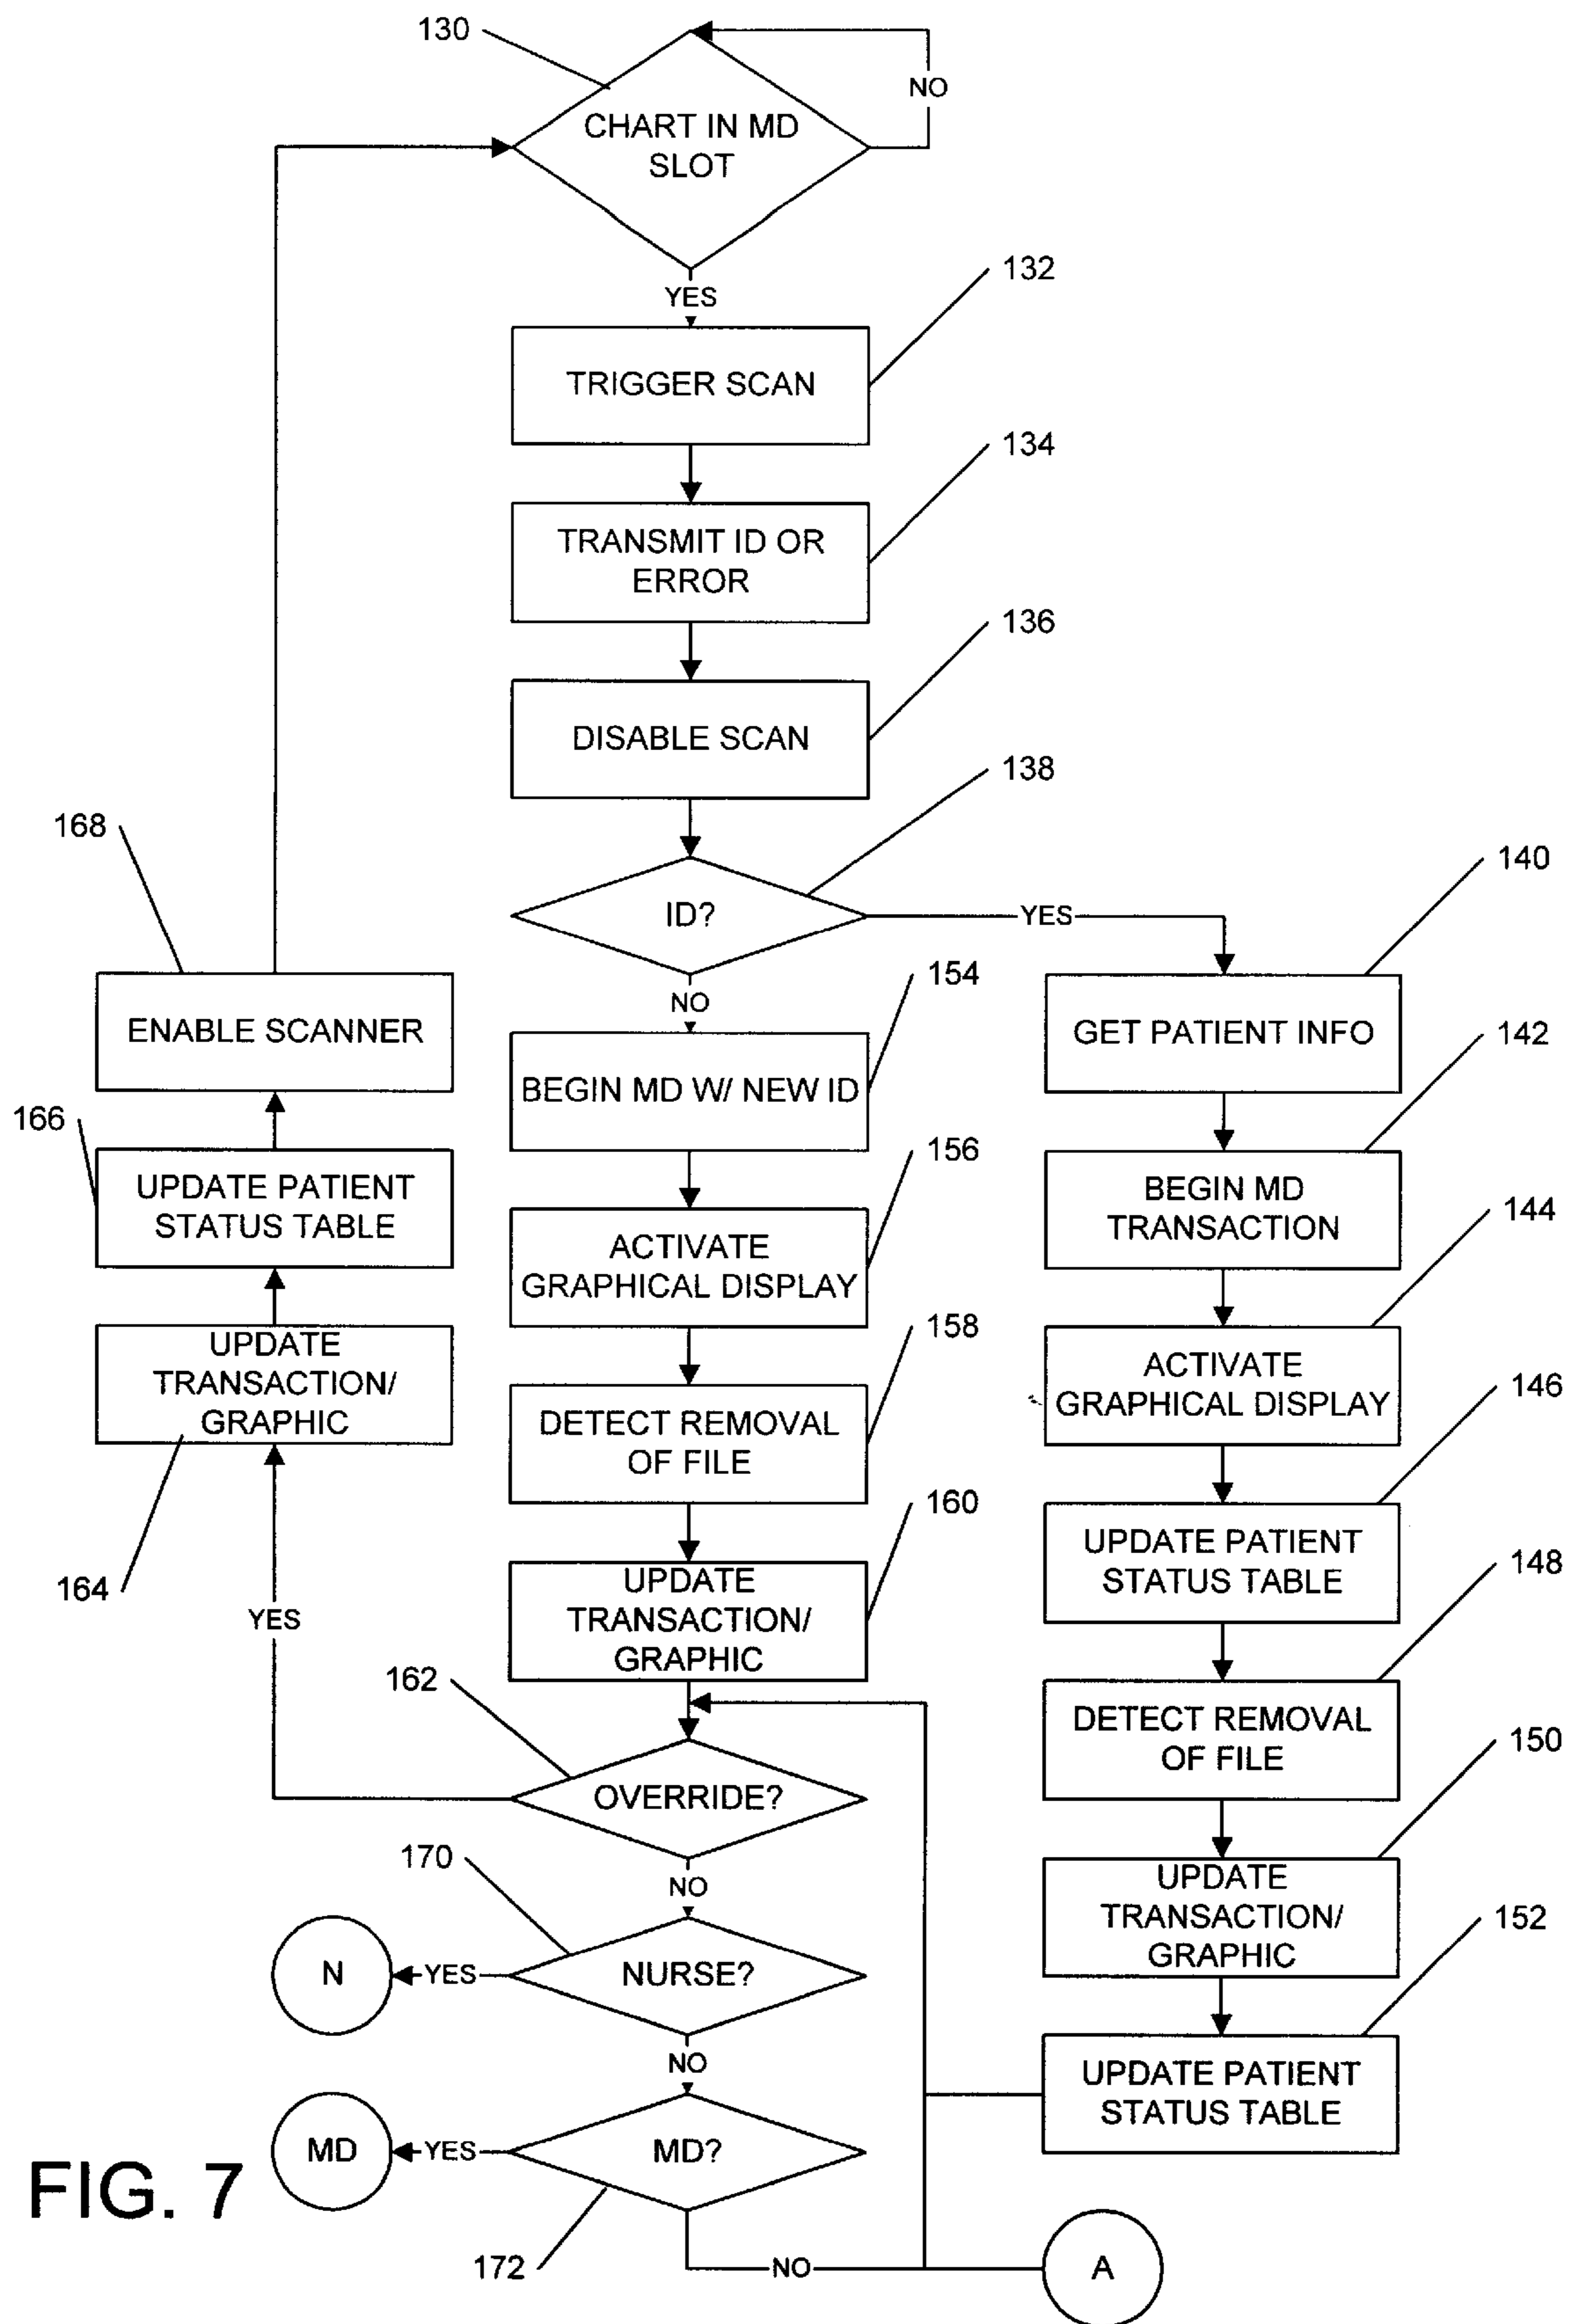 130
NO
CHART IN MD
SLOT
YES
132
TRIGGER SCAN
134
TRANSMIT ID OR
ERROR
136
DISABLE SCAN
138
ID?
YES
NO
140
GET PATIENT INFO
142
BEGIN MD
TRANSACTION
144
ACTIVATE
GRAPHICAL DISPLAY
146
UPDATE PATIENT
STATUS TABLE
148
DETECT REMOVAL
OF FILE
150
UPDATE
TRANSACTION/
GRAPHIC
152
UPDATE PATIENT
STATUS TABLE
154
BEGIN MD W/ NEW ID
156
ACTIVATE
GRAPHICAL DISPLAY
158
DETECT REMOVAL
OF FILE
160
UPDATE
TRANSACTION/
GRAPHIC
162
OVERRIDE?
YES
NO
164
UPDATE
TRANSACTION/
GRAPHIC
166
UPDATE PATIENT
STATUS TABLE
168
ENABLE SCANNER
170
NURSE?
YES
N
NO
MD?
YES
MD
172
NO
A
FIG. 7